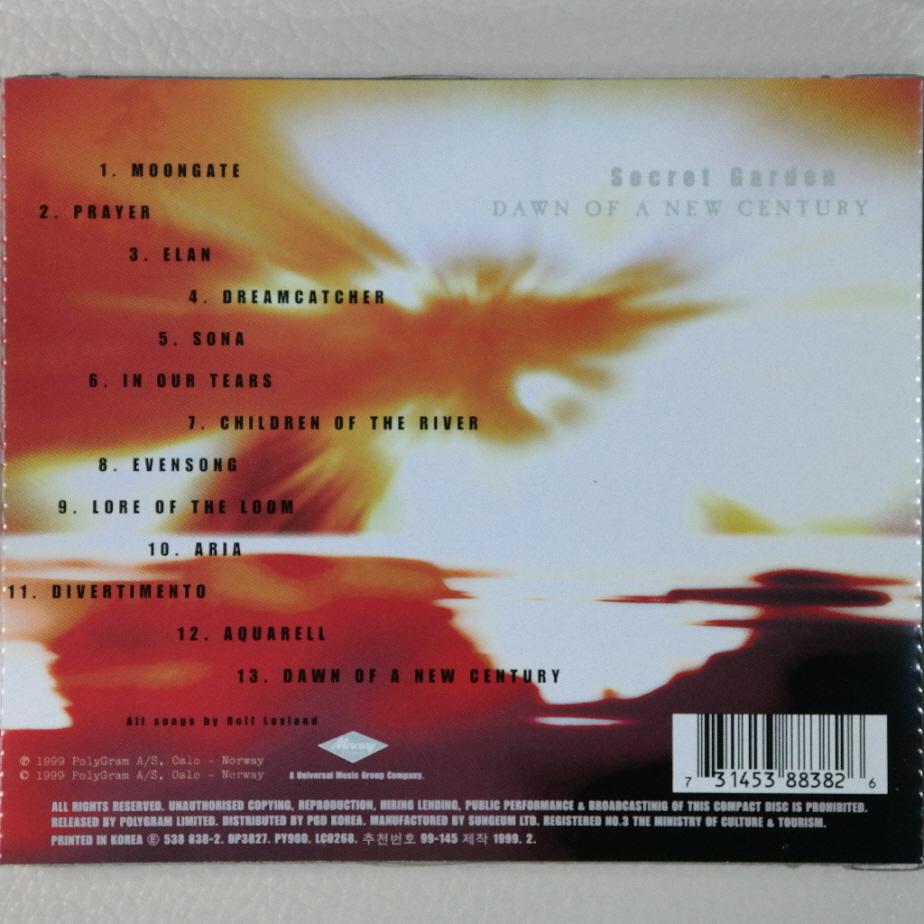 Secret Garden
DAWN OF A NEW CENTURY
1. MOONGATE
2. PRAYER
3. ELAN
4. DREAMCATCHER
5. SONA
6. IN OUR TEARS
7. CHILDREN OF THE RIVER
8. EVENSONG
9. LORE OF THE LOOM
10. ARIA
11. DIVERTIMENTO
12. AQUARELL
13. DAWN OF A NEW CENTURY
All songs by Rolf Lovland
Mercury
℗ 1999 PolyGram A/S, Oslo - Norway
© 1999 PolyGram A/S, Oslo - Norway
A Universal Music Group Company.
7 31453 88382 6
ALL RIGHTS RESERVED. UNAUTHORISED COPYING, REPRODUCTION, HIRING LENDING, PUBLIC PERFORMANCE & BROADCASTING OF THIS COMPACT DISC IS PROHIBITED.
RELEASED BY POLYGRAM LIMITED. DISTRIBUTED BY PGD KOREA. MANUFACTURED BY SUNGEUM LTD. REGISTERED NO.3 THE MINISTRY OF CULTURE & TOURISM.
PRINTED IN KOREA Ⓔ 538 838-2. DP3827. PY900. LC0268. 추천번호 99-145 제작 1999. 2.